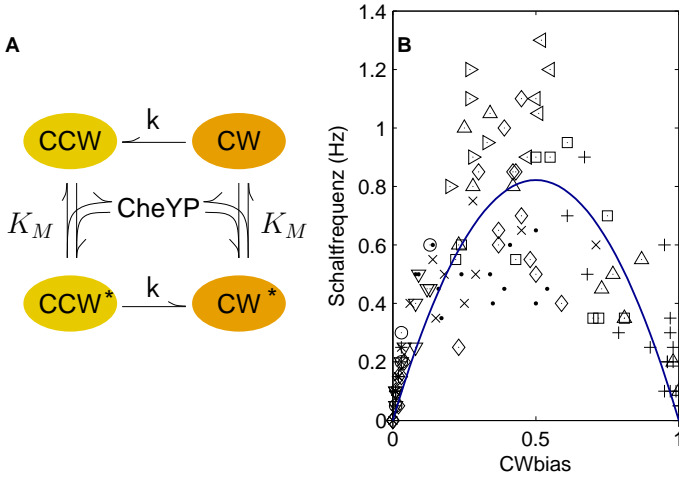 A
CCW
k
CW
K_M
CheYP
K_M
CCW*
k
CW*
B
Schalfrequenz (Hz)
1.4
1.2
1
0.8
0.6
0.4
0.2
0
0
0.5
1
CWbias